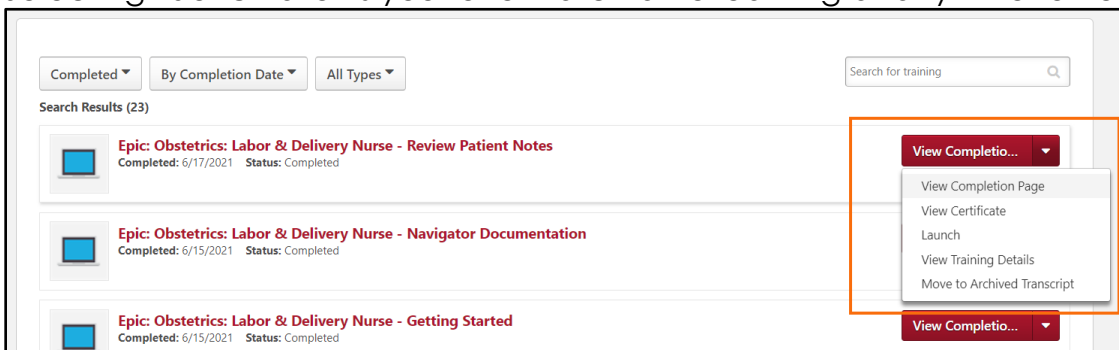 Completed By Completion Date All Types Search for training
Search Results (23)
Epic: Obstetrics: Labor & Delivery Nurse - Review Patient Notes
Completed: 6/17/2021 Status: Completed
View Completio...
View Completion Page
View Certificate
Launch
View Training Details
Move to Archived Transcript
Epic: Obstetrics: Labor & Delivery Nurse - Navigator Documentation
Completed: 6/15/2021 Status: Completed
Epic: Obstetrics: Labor & Delivery Nurse - Getting Started
Completed: 6/15/2021 Status: Completed
View Completio...